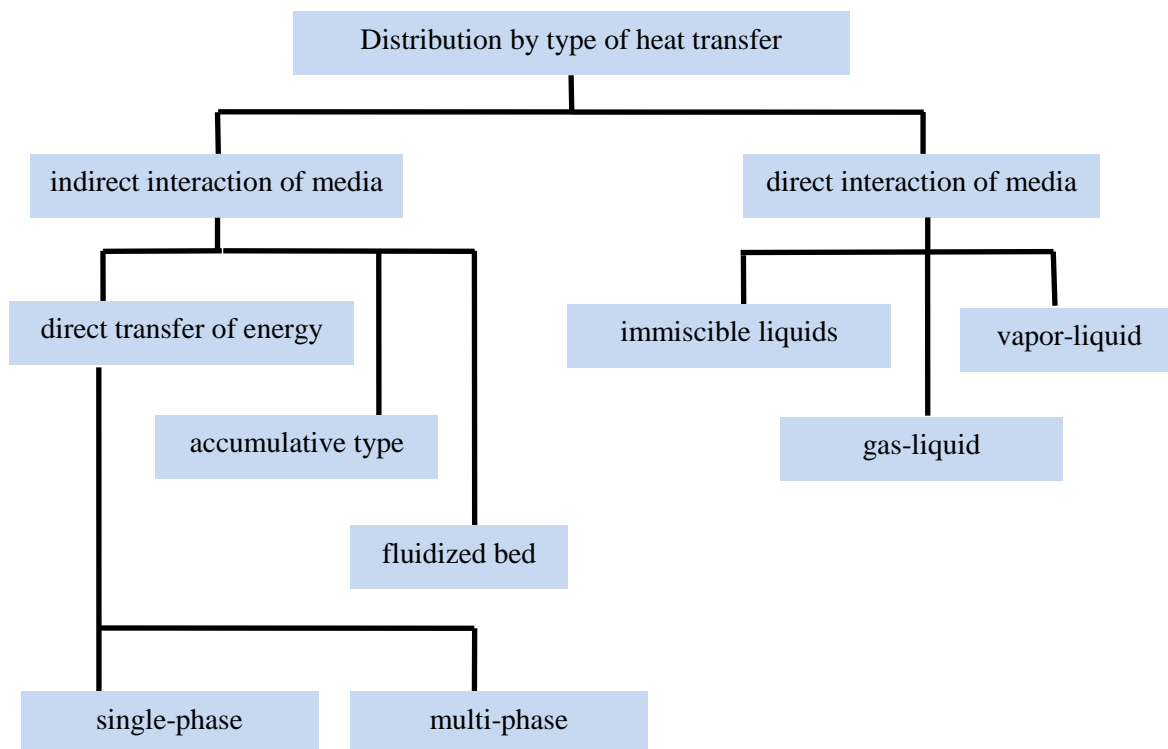 Distribution by type of heat transfer
indirect interaction of media
direct interaction of media
direct transfer of energy
immiscible liquids
vapor-liquid
accumulative type
gas-liquid
fluidized bed
single-phase
multi-phase